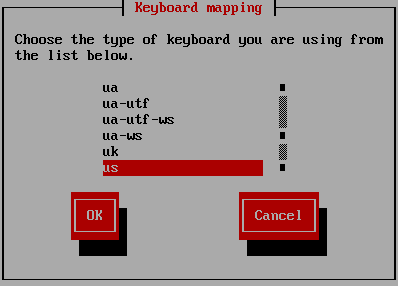 Keyboard mapping
Choose the type of keyboard you are using from
the list below.
ua
ua-utf
ua-utf-ws
ua-ws
uk
us
OK
Cancel